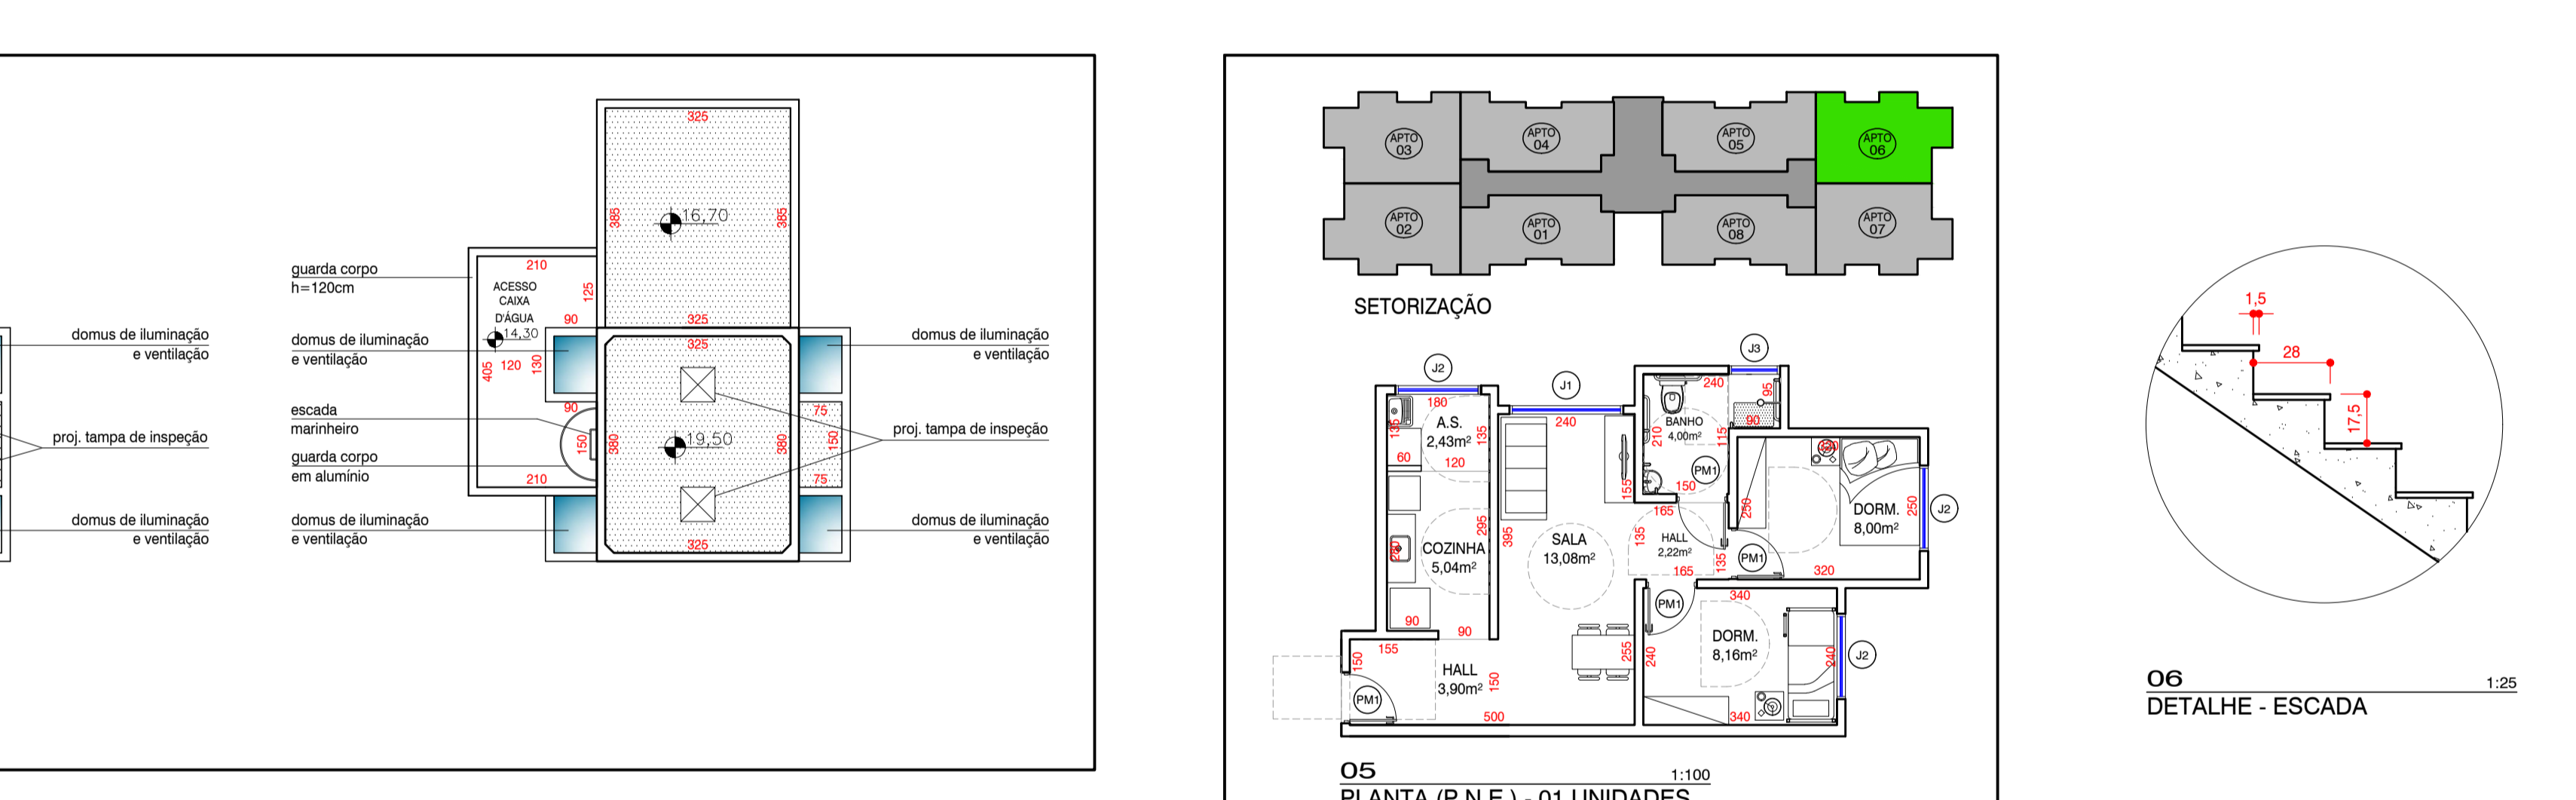 325
385
385
16,70
guarda corpo
h=120cm
210
ACESSO
CAIXA
D'ÁGUA
125
14,30
90
325
domus de iluminação
e ventilação
domus de iluminação
e ventilação
325
domus de iluminação
e ventilação
405
120
130
escada
marinheiro
90
75
proj. tampa de inspeção
150
380
19,50
380
150
proj. tampa de inspeção
guarda corpo
em alumínio
210
75
domus de iluminação
e ventilação
domus de iluminação
e ventilação
325
domus de iluminação
e ventilação
APTO
03
APTO
04
APTO
05
APTO
06
APTO
02
APTO
01
APTO
08
APTO
07
SETORIZAÇÃO
J2
J1
J3
180
A.S.
2,43m²
135
135
60
120
240
240
95
90
BANHO
4,00m²
210
115
PM1
150
155
165
250
DORM.
8,00m²
250
J2
295
395
COZINHA
5,04m²
SALA
13,08m²
135
HALL
2,22m²
135
165
PM1
320
90
90
PM1
340
155
150
HALL
3,90m²
150
255
240
DORM.
8,16m²
240
J2
PM1
500
340
05
1:100
PLANTA (P.N.E.) - 01 UNIDADES
1,5
28
17,5
06
1:25
DETALHE - ESCADA